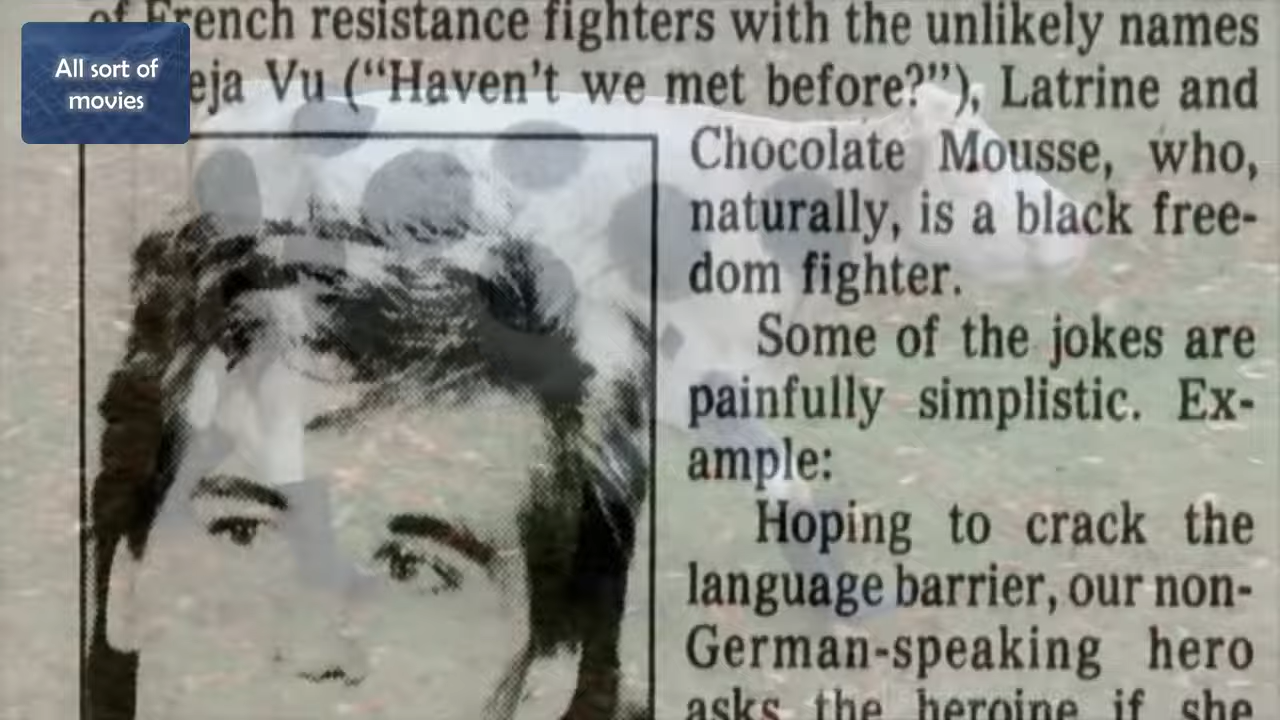 All sort of
movies
of French resistance fighters with the unlikely names
eja Vu (“Haven’t we met before?”), Latrine and
Chocolate Mousse, who,
naturally, is a black free-
dom fighter.
Some of the jokes are
painfully simplistic. Ex-
ample:
Hoping to crack the
language barrier, our non-
German-speaking hero
asks the heroine if she